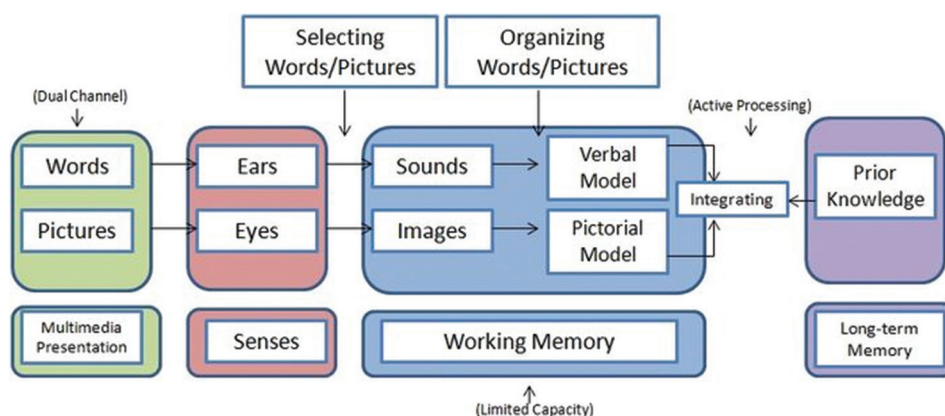 Selecting
Words/Pictures
Organizing
Words/Pictures
(Dual Channel)
(Active Processing)
Words
Ears
Sounds
Verbal
Model
Integrating
Prior
Knowledge
Pictures
Eyes
Images
Pictorial
Model
Multimedia
Presentation
Senses
Working Memory
Long-term
Memory
(Limited Capacity)